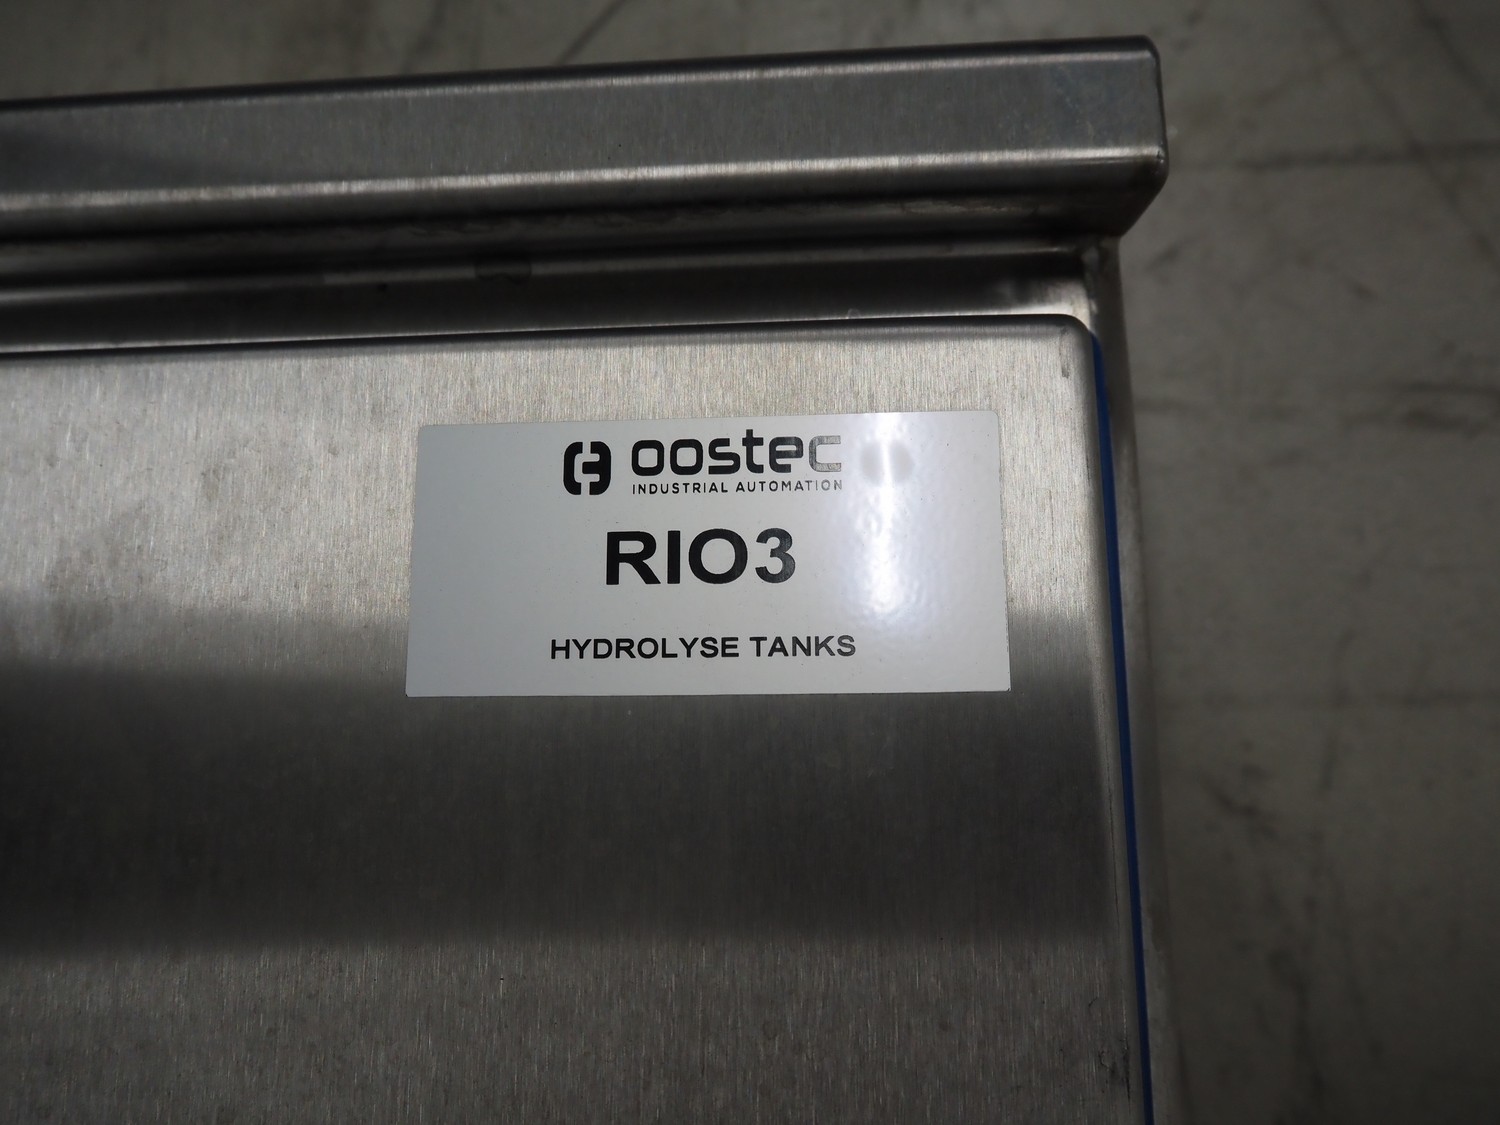 oostec
INDUSTRIAL AUTOMATION
RIO3
HYDROLYSE TANKS